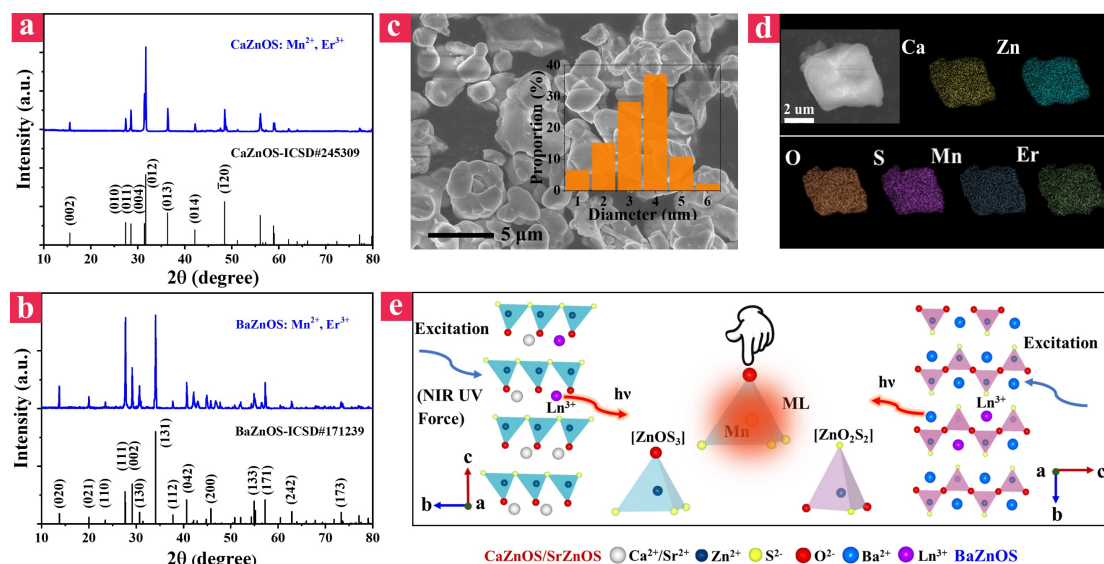 a
Intensity (a.u.)
CaZnOS: Mn²⁺, Er³⁺
CaZnOS-ICSD#245309
(002)
(010)
(011)
(004)
(012)
(013)
(014)
(1̅20)
10 20 30 40 50 60 70 80
2θ (degree)
b
Intensity (a.u.)
BaZnOS: Mn²⁺, Er³⁺
BaZnOS-ICSD#171239
(020)
(021)
(110)
(111)
(002)
(130)
(131)
(112)
(042)
(200)
(133)
(171)
(242)
(173)
10 20 30 40 50 60 70 80
2θ (degree)
c
Proportion (%)
40
30
20
10
0
1 2 3 4 5 6
Diameter (um)
5 μm
d
2 um
Ca Zn
O S Mn Er
e
Excitation
(NIR UV
Force)
Ln³⁺
hν
[ZnOS₃]
Mn
ML
[ZnO₂S₂]
hν
Ln³⁺
Excitation
c
b a
a c
b
CaZnOS/SrZnOS Ca²⁺/Sr²⁺ Zn²⁺ S²⁻ O²⁻ Ba²⁺ Ln³⁺ BaZnOS